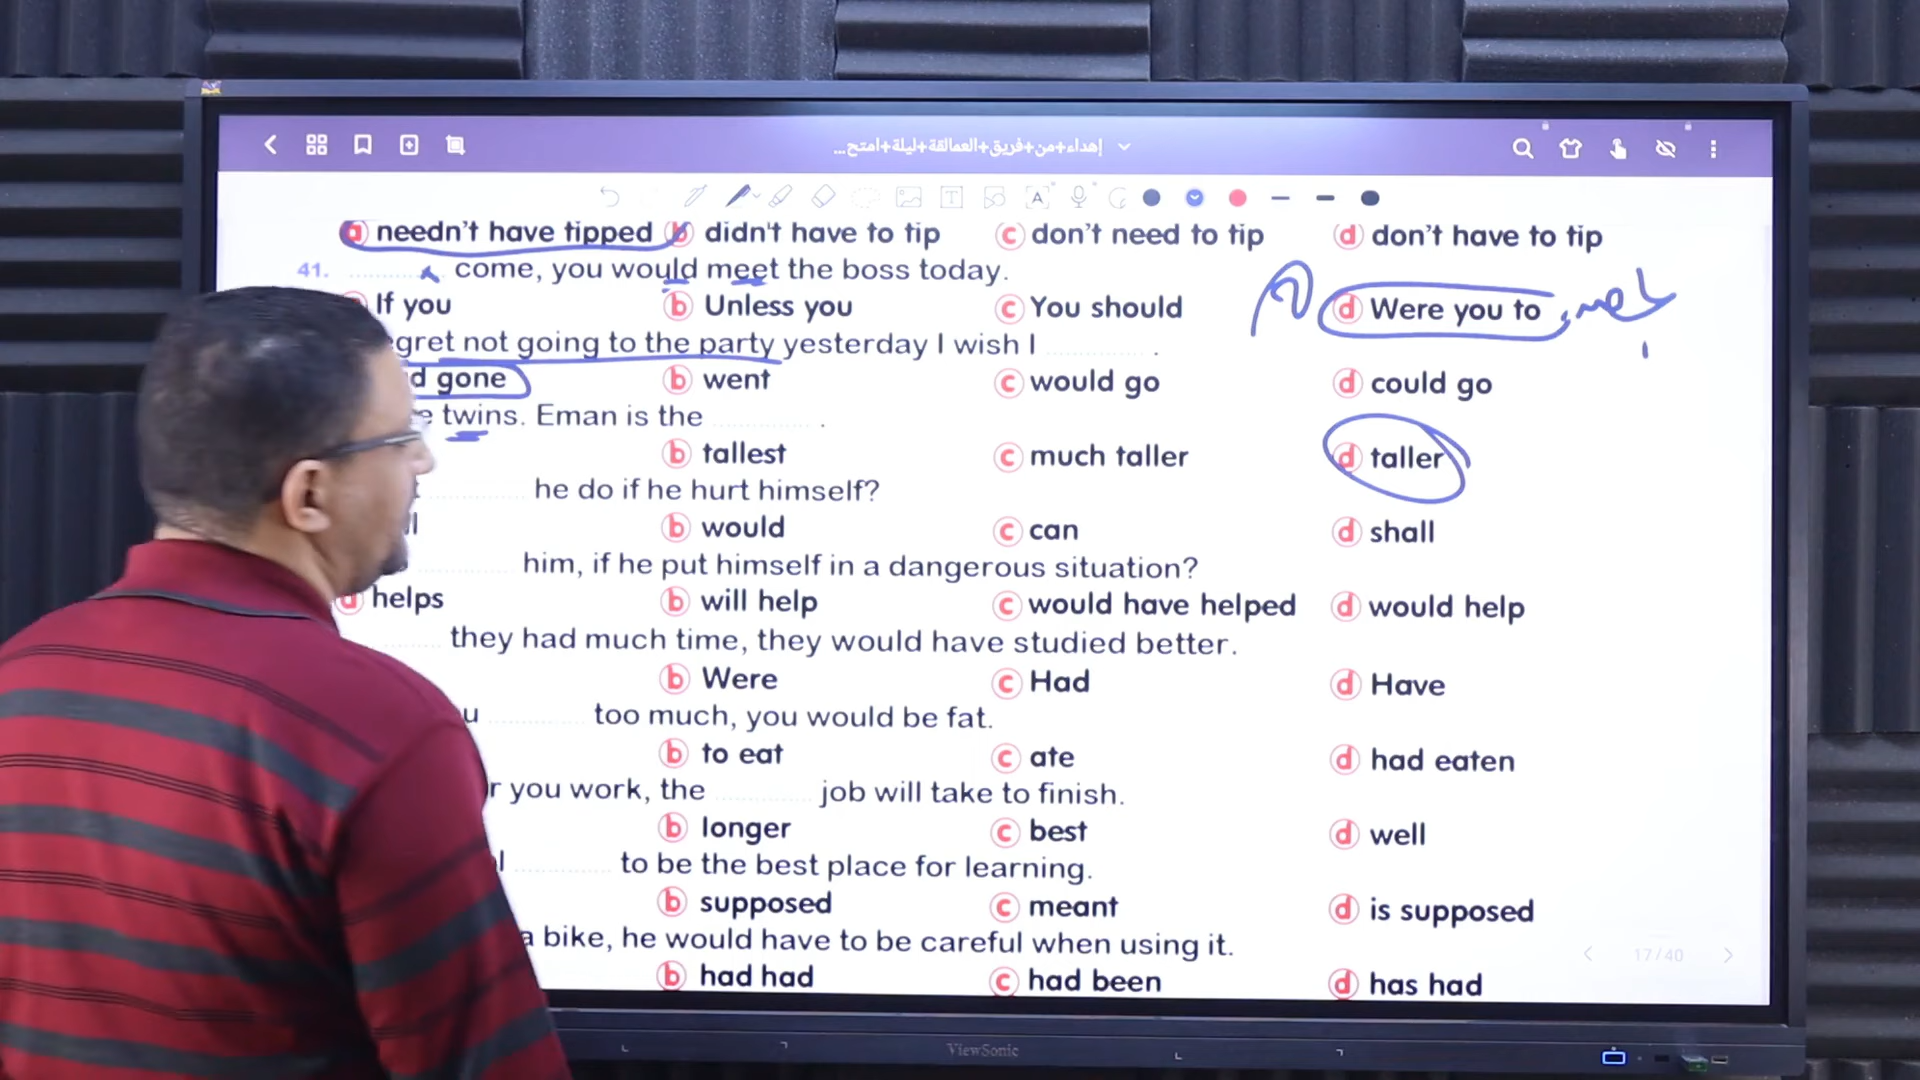 إهداء+من+فريق+العمالقة+ليلة+امتح...
a needn't have tipped b didn't have to tip c don't need to tip d don't have to tip
41. come, you would meet the boss today.
If you b Unless you c You should d Were you to
egret not going to the party yesterday I wish I .
d gone b went c would go d could go
e twins. Eman is the .
b tallest c much taller d taller
he do if he hurt himself?
b would c can d shall
him, if he put himself in a dangerous situation?
a helps b will help c would have helped d would help
they had much time, they would have studied better.
b Were c Had d Have
u too much, you would be fat.
b to eat c ate d had eaten
r you work, the job will take to finish.
b longer c best d well
l to be the best place for learning.
b supposed c meant d is supposed
a bike, he would have to be careful when using it.
17/40
b had had c had been d has had
ViewSonic